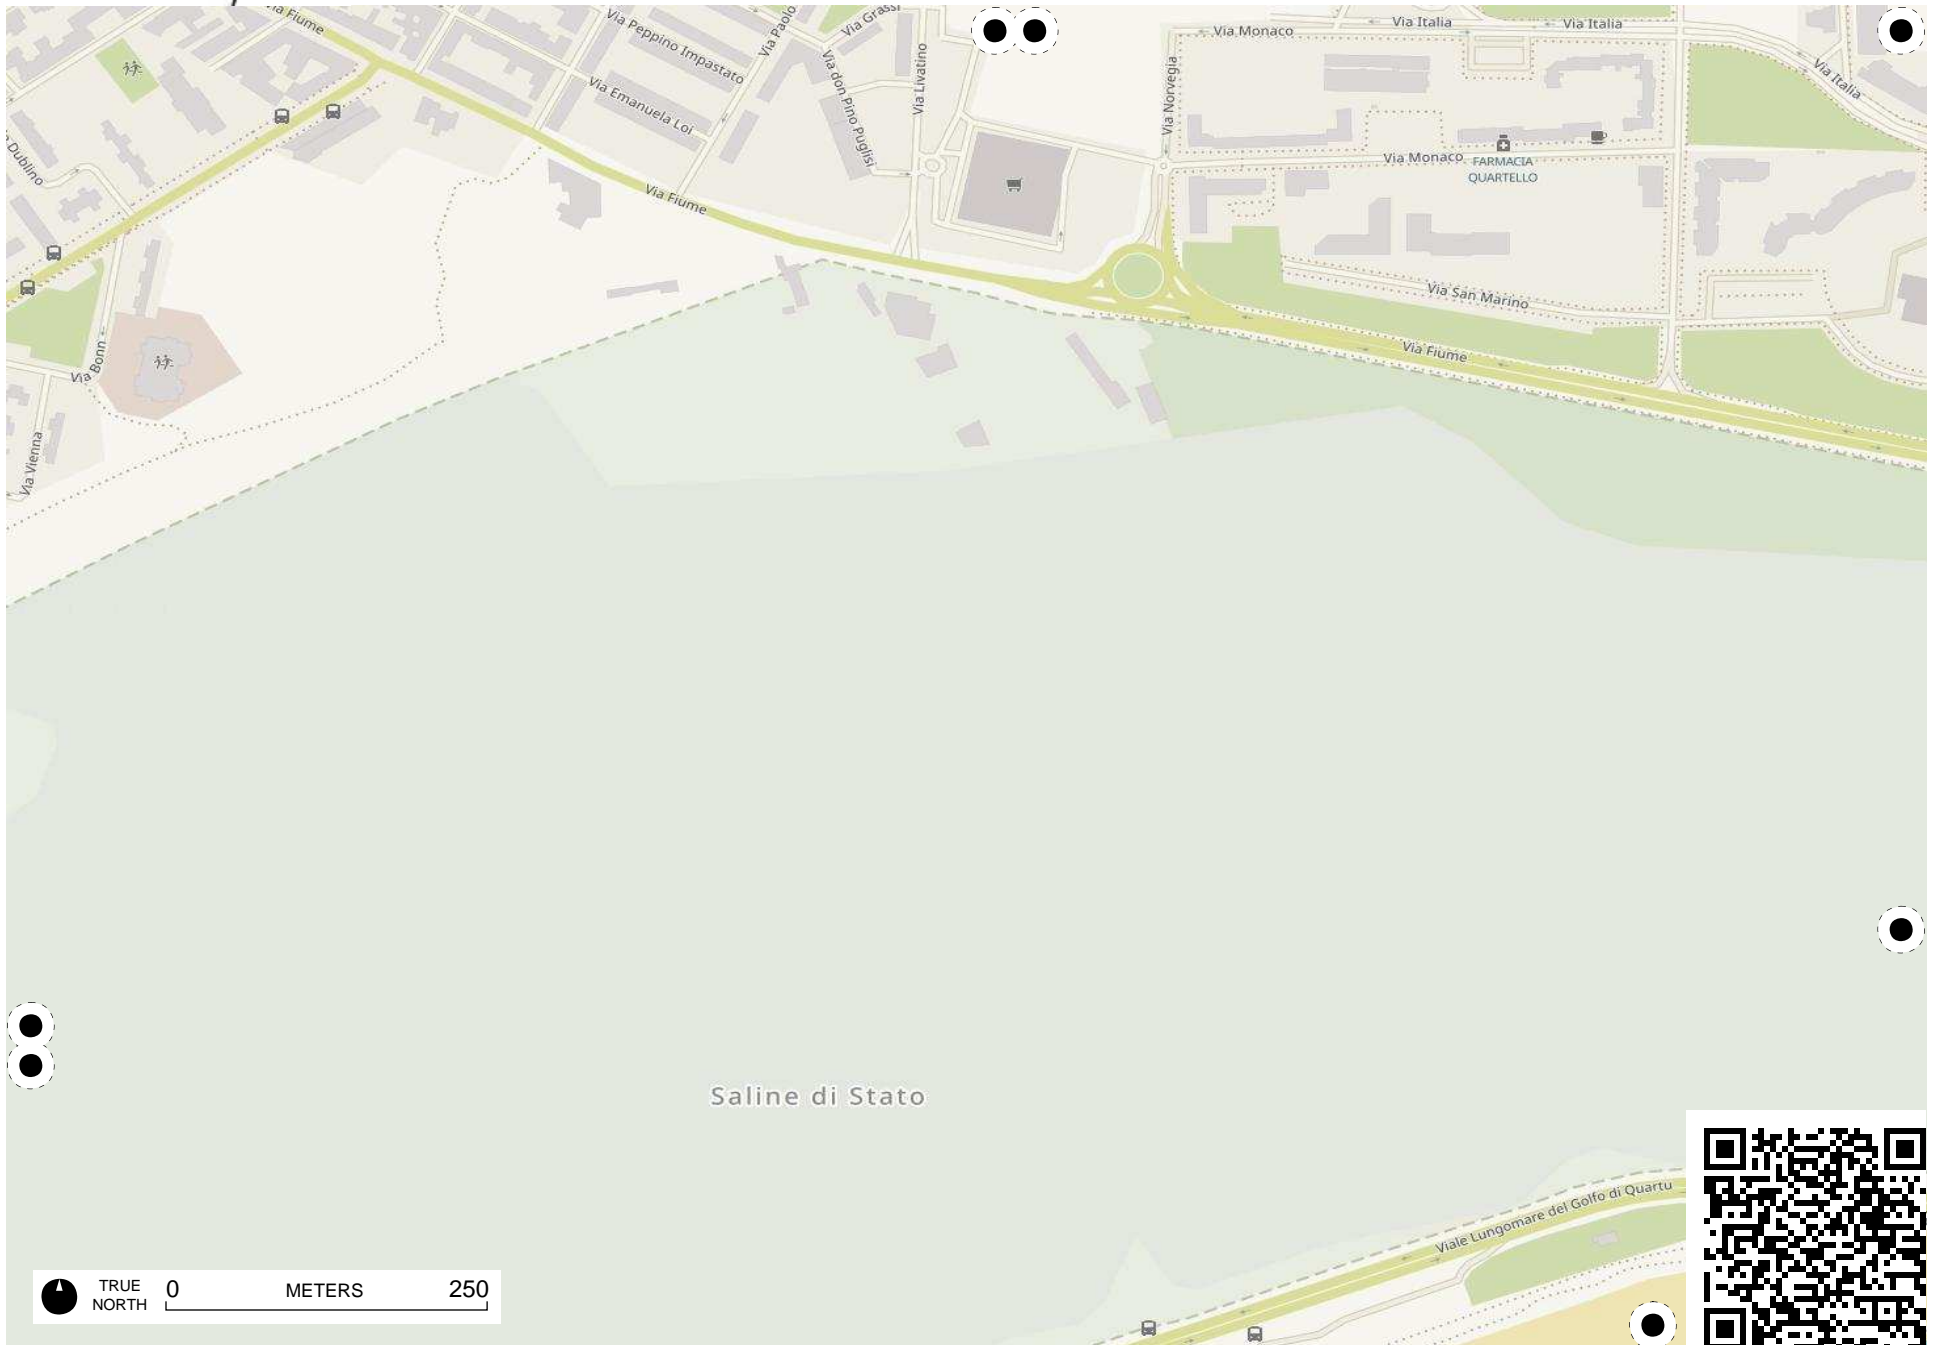 Via Fiume
Via Peppino Impastato
Via Paolo
Via Grassi
Via Emanuela Loi
Via don Pino Puglisi
Via Livatino
Via Norvegia
Via Monaco
Via Italia
Via Italia
Via Italia
Via Monaco
FARMACIA
QUARTELLO
Dublino
Via Fiume
Via San Marino
Via Fiume
Via Bonn
Via Vienna
Saline di Stato
Viale Lungomare del Golfo di Quartu
TRUE
NORTH
0 METERS 250